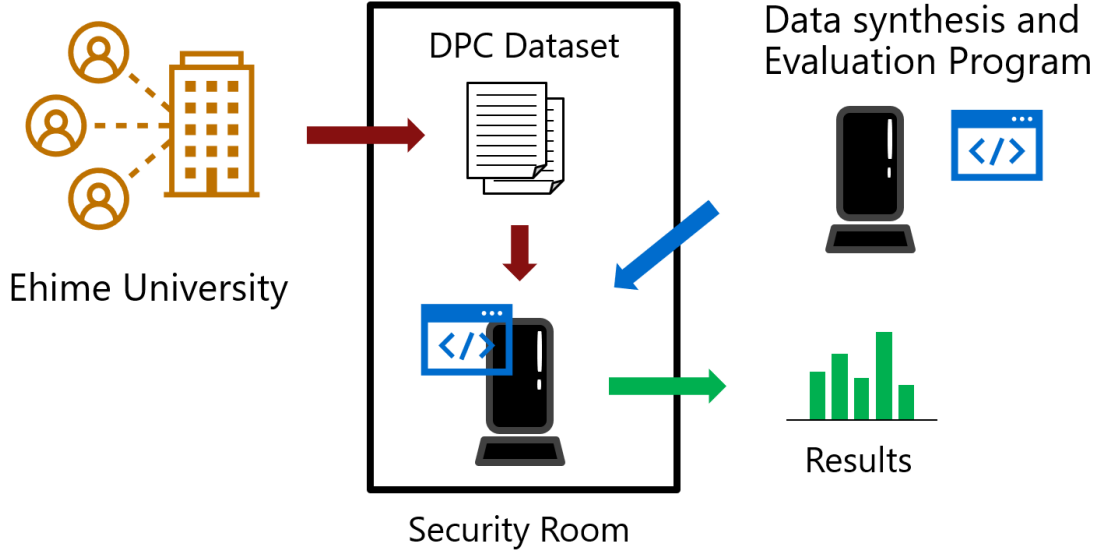 DPC Dataset
Data synthesis and
Evaluation Program
</>
Ehime University
</>
Results
Security Room